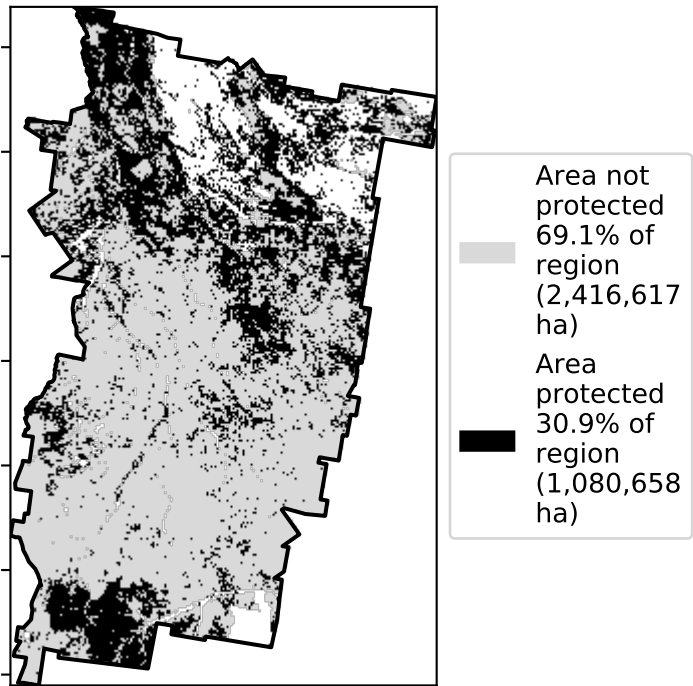 Area not
protected
69.1% of
region
(2,416,617
ha)
Area
protected
30.9% of
region
(1,080,658
ha)